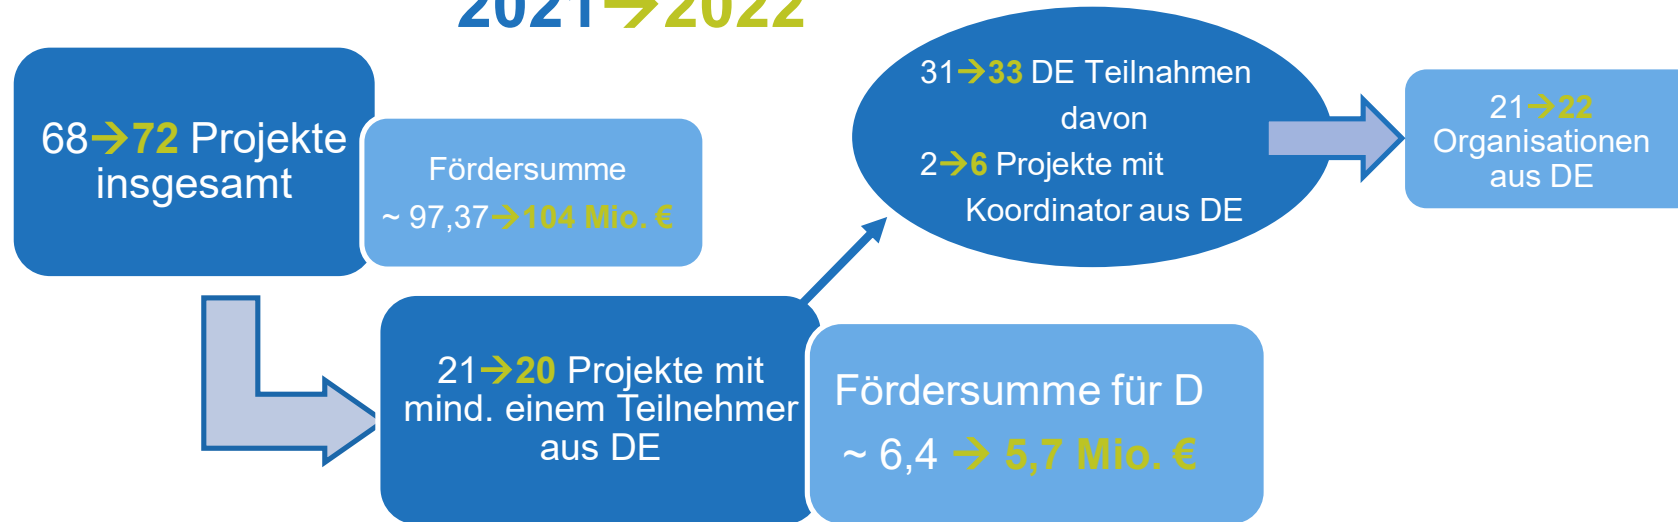 2021→2022
68→72 Projekte
insgesamt
Fördersumme
~ 97,37→104 Mio. €
31→33 DE Teilnahmen
davon
2→6 Projekte mit
Koordinator aus DE
21→22
Organisationen
aus DE
21→20 Projekte mit
mind. einem Teilnehmer
aus DE
Fördersumme für D
~ 6,4 → 5,7 Mio. €